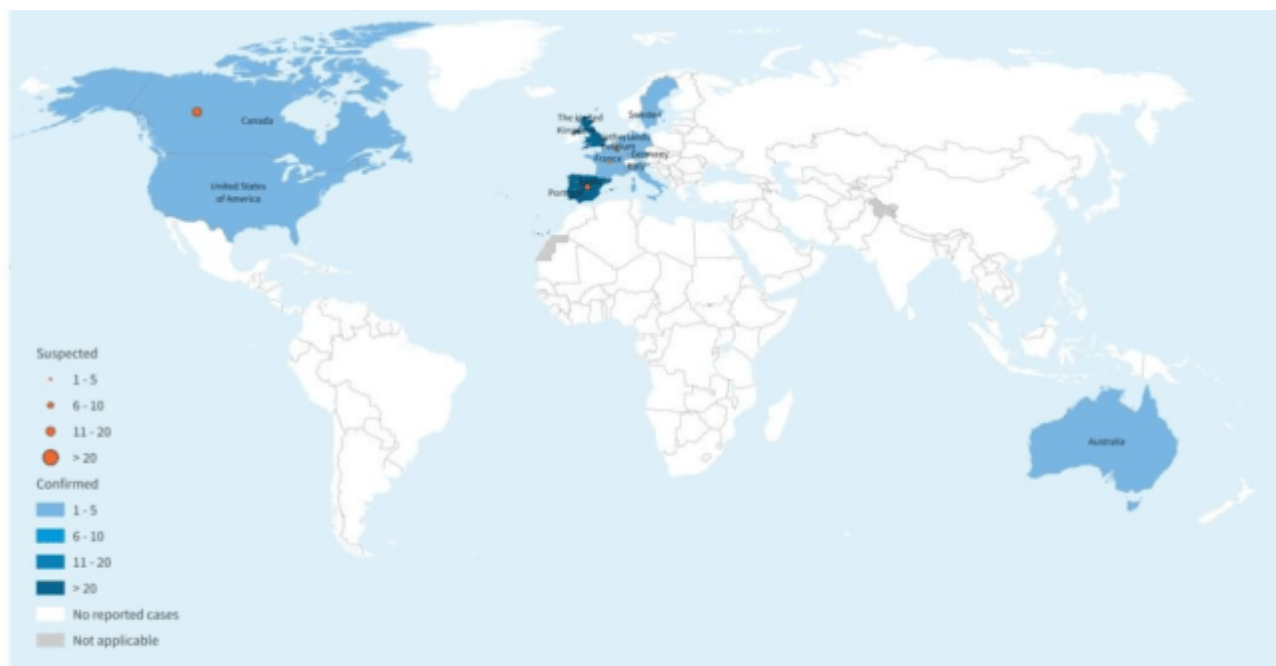 Canada
United States
of America
The United
Kingdom
Sweden
Netherlands
Belgium
France
Germany
Italy
Australia
Suspected
1 - 5
6 - 10
11 - 20
> 20
Confirmed
1 - 5
6 - 10
11 - 20
> 20
No reported cases
Not applicable